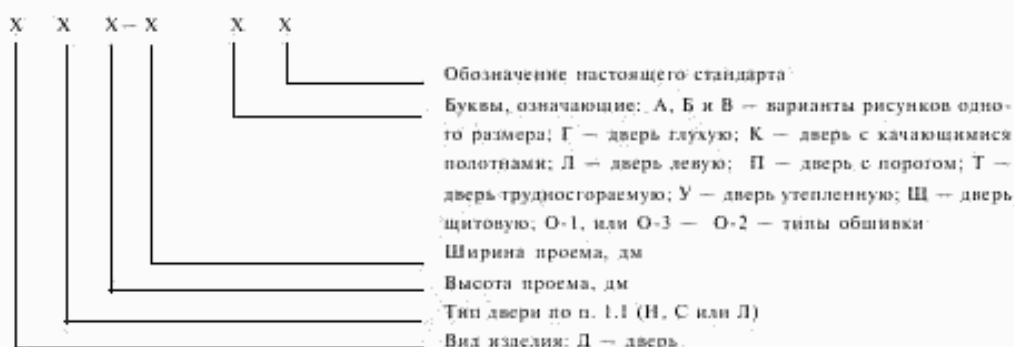 Х Х Х – Х Х Х
Обозначение настоящего стандарта
Буквы, означающие: А, Б и В — варианты рисунков одно-
го размера; Г — дверь глухую; К — дверь с качающимися
полотнами; Л — дверь левую; П — дверь с порогом; Т —
дверь трудносгораемую; У — дверь утепленную; Щ — дверь
щитовую; О-1, или О-3 — О-2 — типы обшивки
Ширина проема, дм
Высота проема, дм
Тип двери по п. 1.1 (Н, С или Л)
Вид изделия: Д — дверь